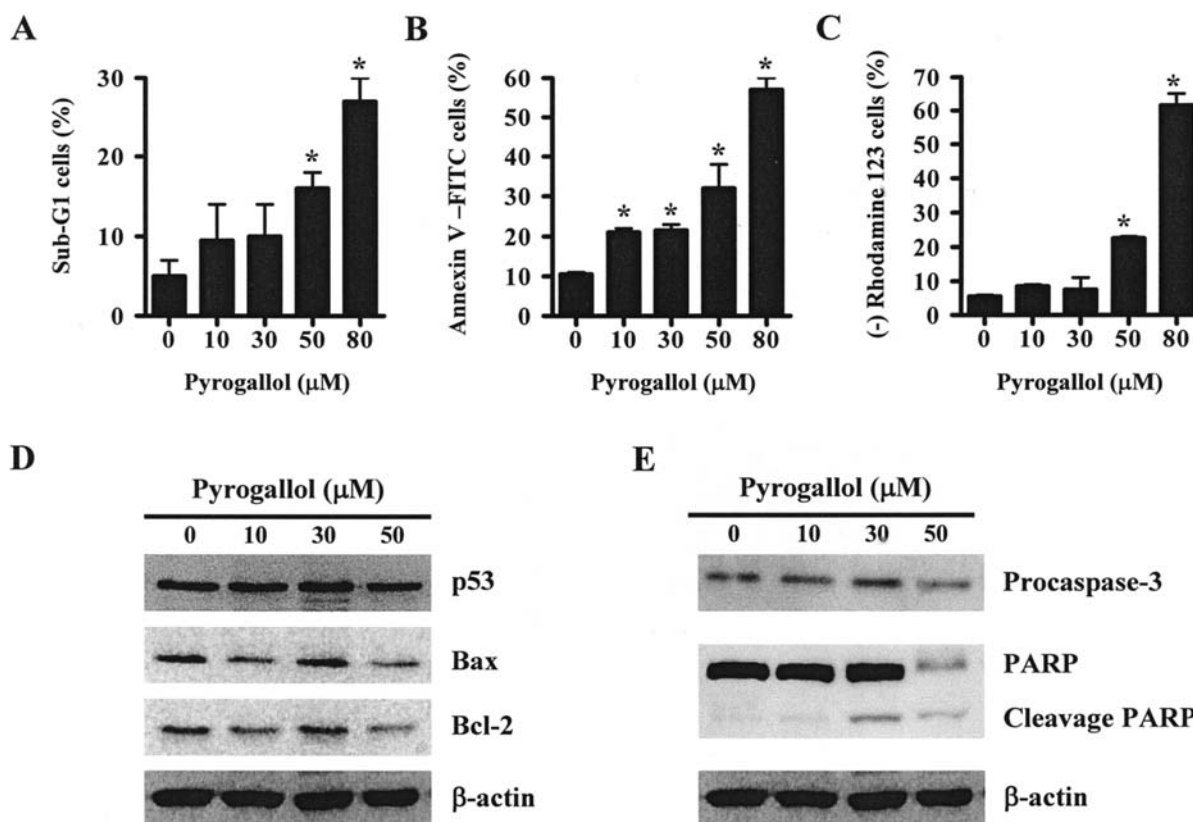 A
Sub-G1 cells (%)
30
20
10
0
*
*
0 10 30 50 80
Pyrogallol (μM)
B
Annexin V –FITC cells (%)
60
50
40
30
20
10
0
*
*
*
*
0 10 30 50 80
Pyrogallol (μM)
C
(-) Rhodamine 123 cells (%)
70
60
50
40
30
20
10
0
*
*
0 10 30 50 80
Pyrogallol (μM)
D
Pyrogallol (μM)
0 10 30 50
p53
Bax
Bcl-2
β-actin
E
Pyrogallol (μM)
0 10 30 50
Procaspase-3
PARP
Cleavage PARP
β-actin